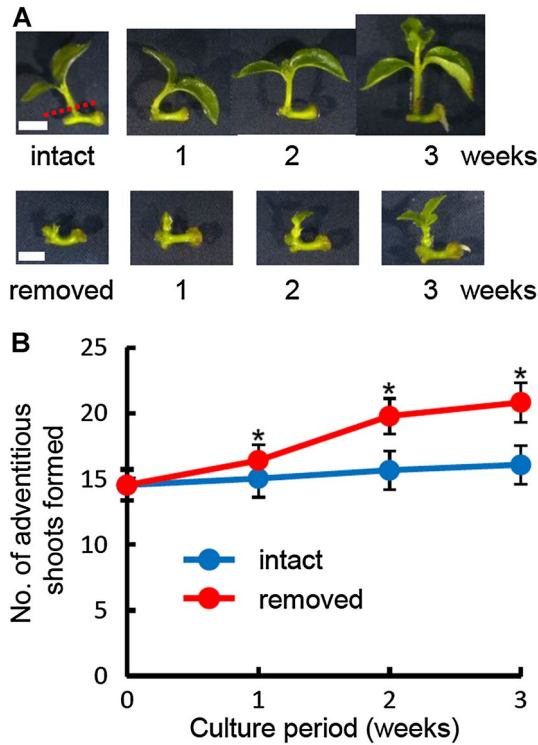 A
intact 1 2 3 weeks
removed 1 2 3 weeks
B
No. of adventitious
shoots formed
25
20
15
10
5
0
* * *
intact
removed
0 1 2 3
Culture period (weeks)